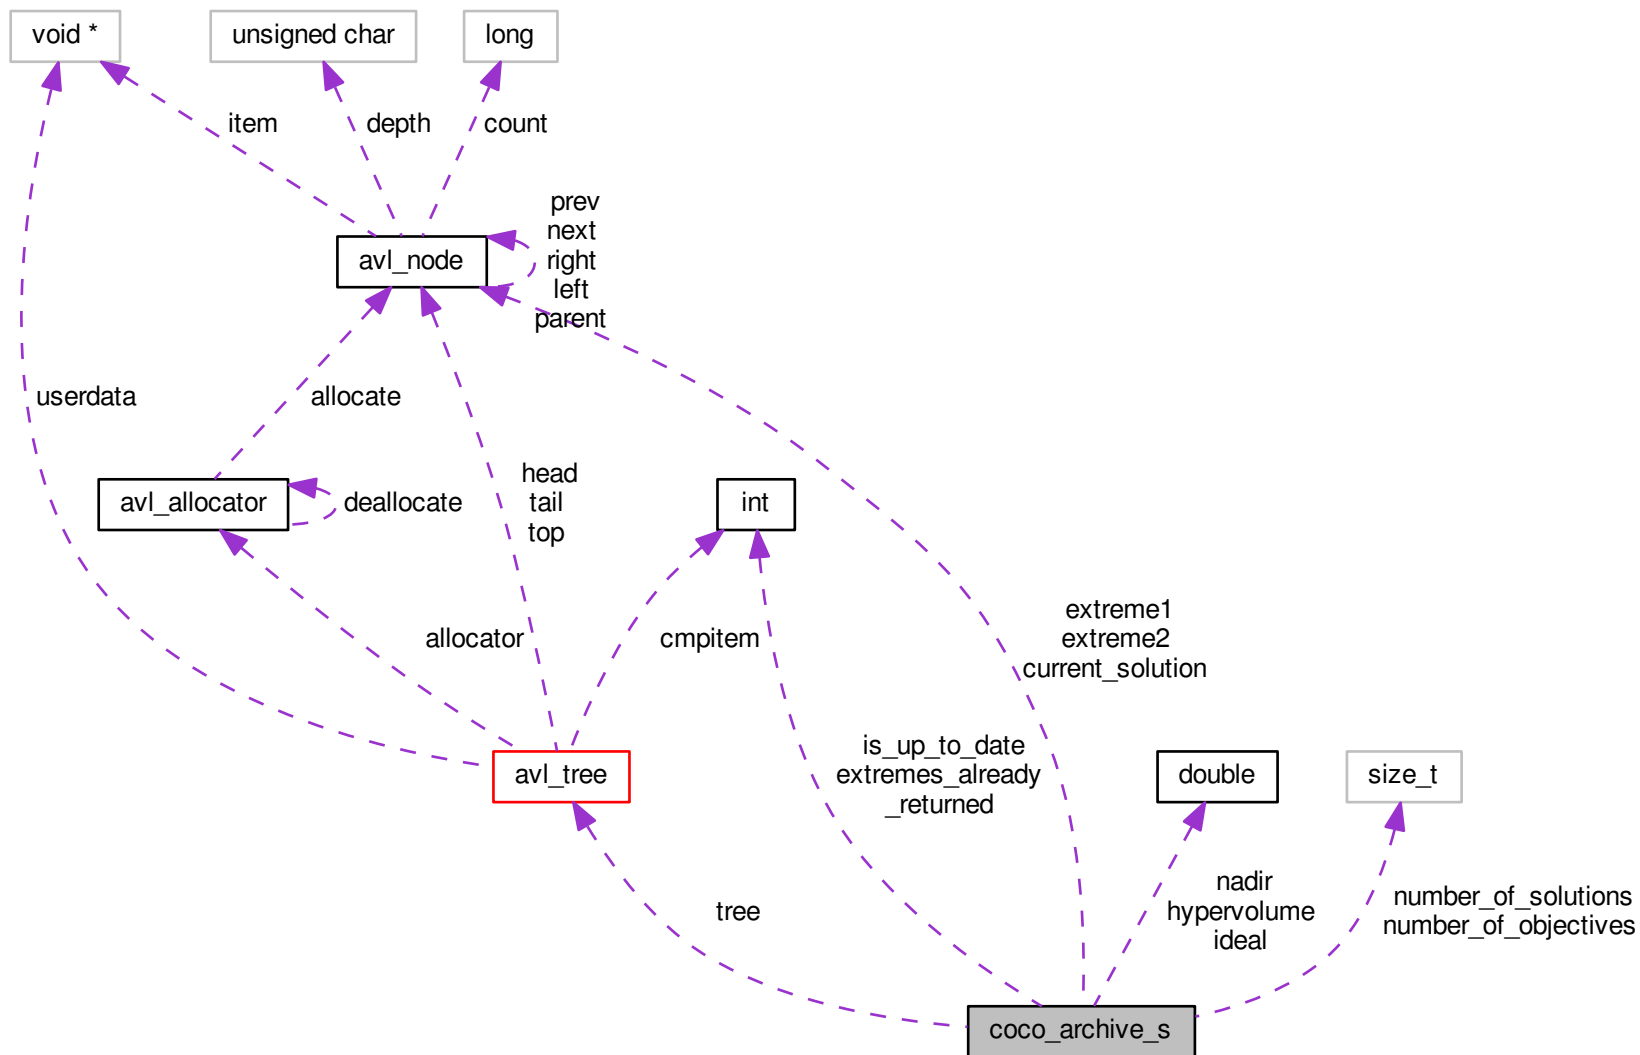 void *
unsigned char
long
item
depth
count
prev
next
right
left
parent
avl_node
userdata
allocate
head
tail
top
avl_allocator
deallocate
int
extreme1
extreme2
current_solution
allocator
cmpitem
is_up_to_date
extremes_already
_returned
avl_tree
double
size_t
nadir
hypervolume
ideal
number_of_solutions
number_of_objectives
tree
coco_archive_s